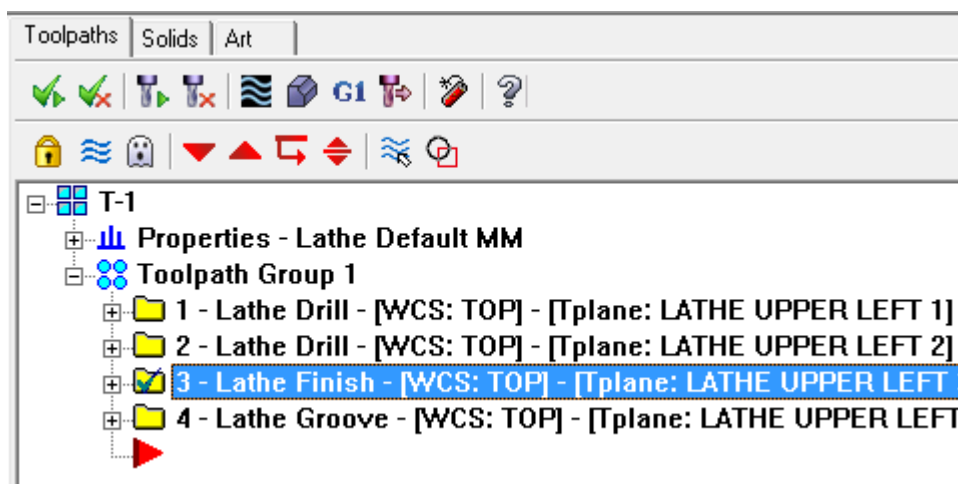 Toolpaths Solids Art
G1
T-1
Properties - Lathe Default MM
Toolpath Group 1
1 - Lathe Drill - [WCS: TOP] - [Tplane: LATHE UPPER LEFT 1]
2 - Lathe Drill - [WCS: TOP] - [Tplane: LATHE UPPER LEFT 2]
3 - Lathe Finish - [WCS: TOP] - [Tplane: LATHE UPPER LEFT
4 - Lathe Groove - [WCS: TOP] - [Tplane: LATHE UPPER LEFT